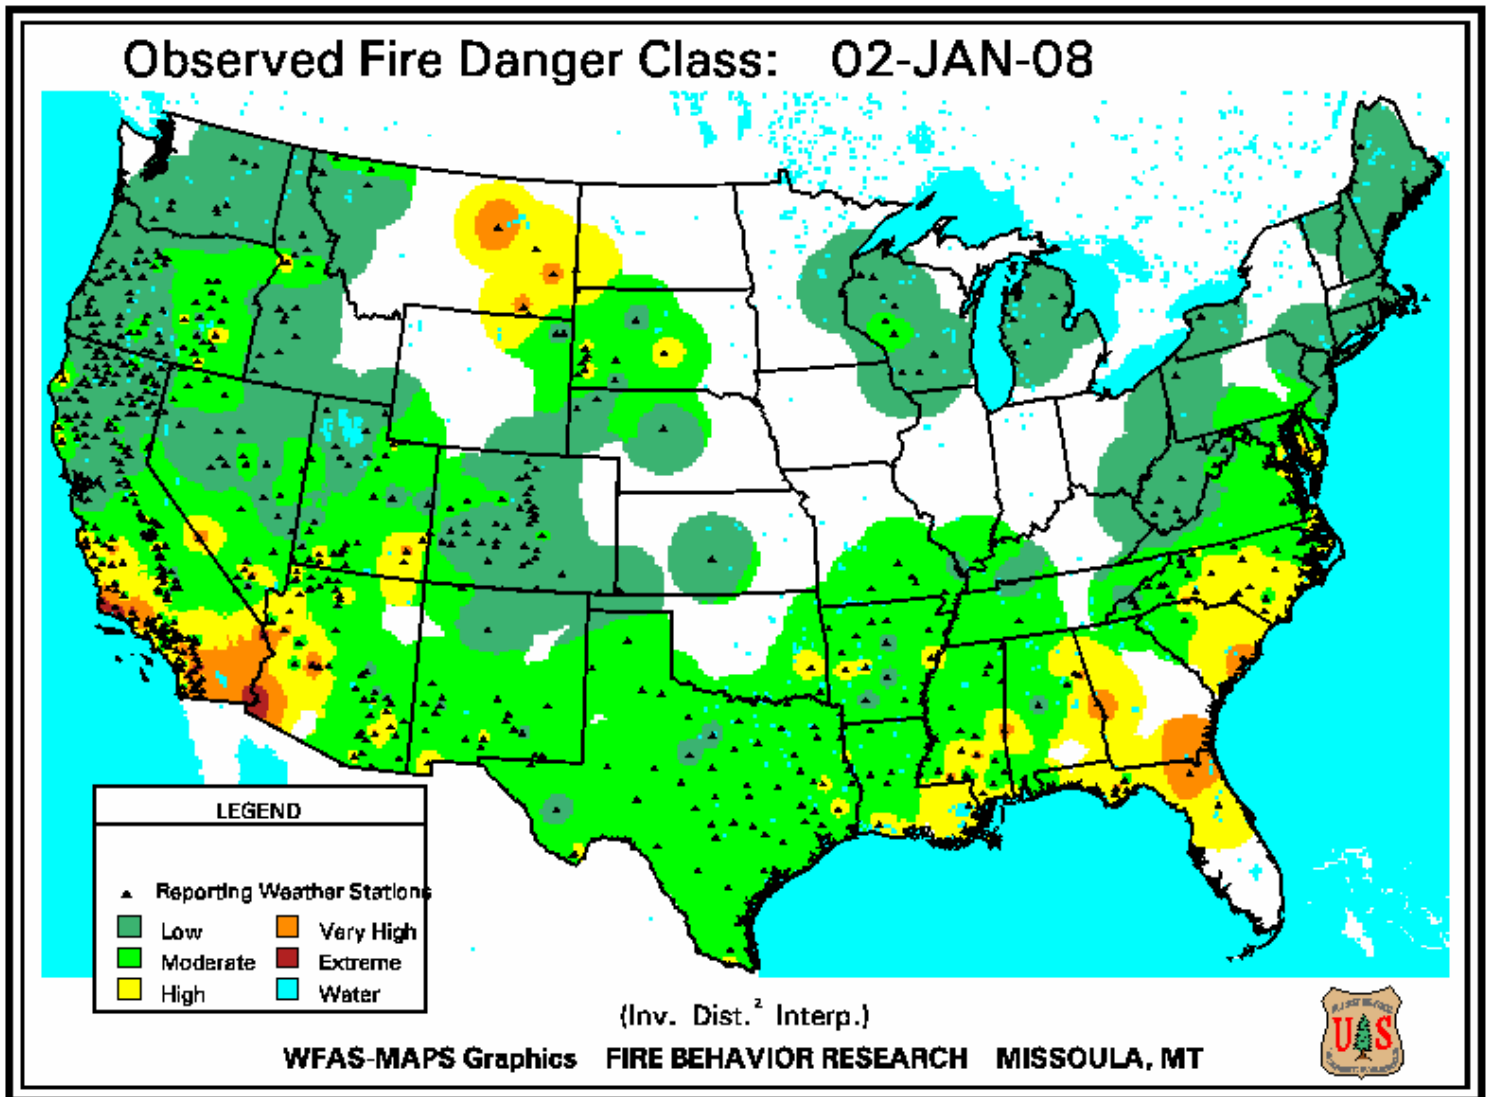 Observed Fire Danger Class: 02-JAN-08
LEGEND
Reporting Weather Stations
Low
Very High
Moderate
Extreme
High
Water
(Inv. Dist.² Interp.)
WFAS-MAPS Graphics FIRE BEHAVIOR RESEARCH MISSOULA, MT
U S